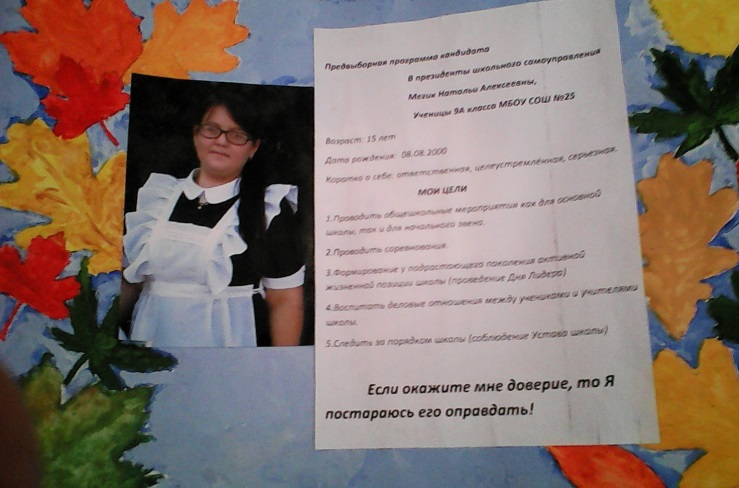 Предвыборная программа кандидата
В президенты школьного самоуправления
Мегик Натальи Алексеевны,
Ученицы 9А класса МБОУ СОШ №25
Возраст: 15 лет
Дата рождения: 08.08.2000
Коротко о себе: ответственная, целеустремлённая, серьезная.
МОИ ЦЕЛИ
1.Проводить общешкольные мероприятия как для основной
школы, так и для начального звена.
2.Проводить соревнования.
3.Формирование у подрастающего поколения активной
жизненной позиции школы (проведение Дня Лидера)
4.Воспитать деловые отношения между учениками и учителями
школы.
5.Следить за порядком школы (соблюдение Устава школы)
Если окажите мне доверие, то Я
постараюсь его оправдать!